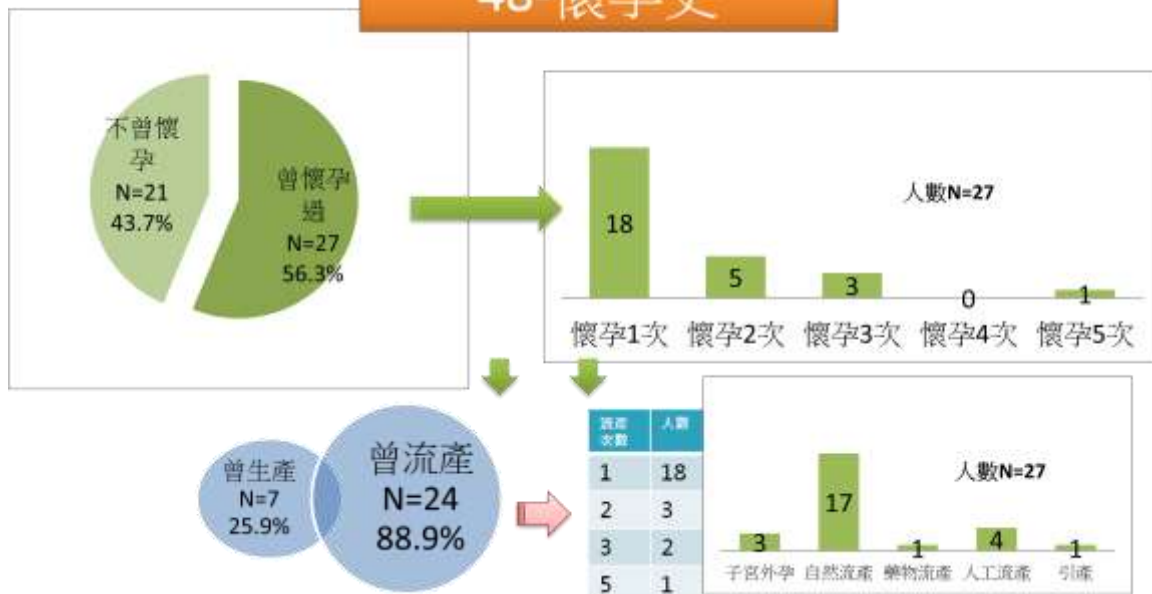 不曾懷
孕
N=21
43.7%
曾懷孕
過
N=27
56.3%
人數N=27
18
5
3
0
1
懷孕1次 懷孕2次 懷孕3次 懷孕4次 懷孕5次
曾生產
N=7
25.9%
曾流產
N=24
88.9%
流產
次數
人數
1 18
2 3
3 2
5 1
人數N=27
3
17
1
4
1
子宮外孕 自然流產 藥物流產 人工流產 引產